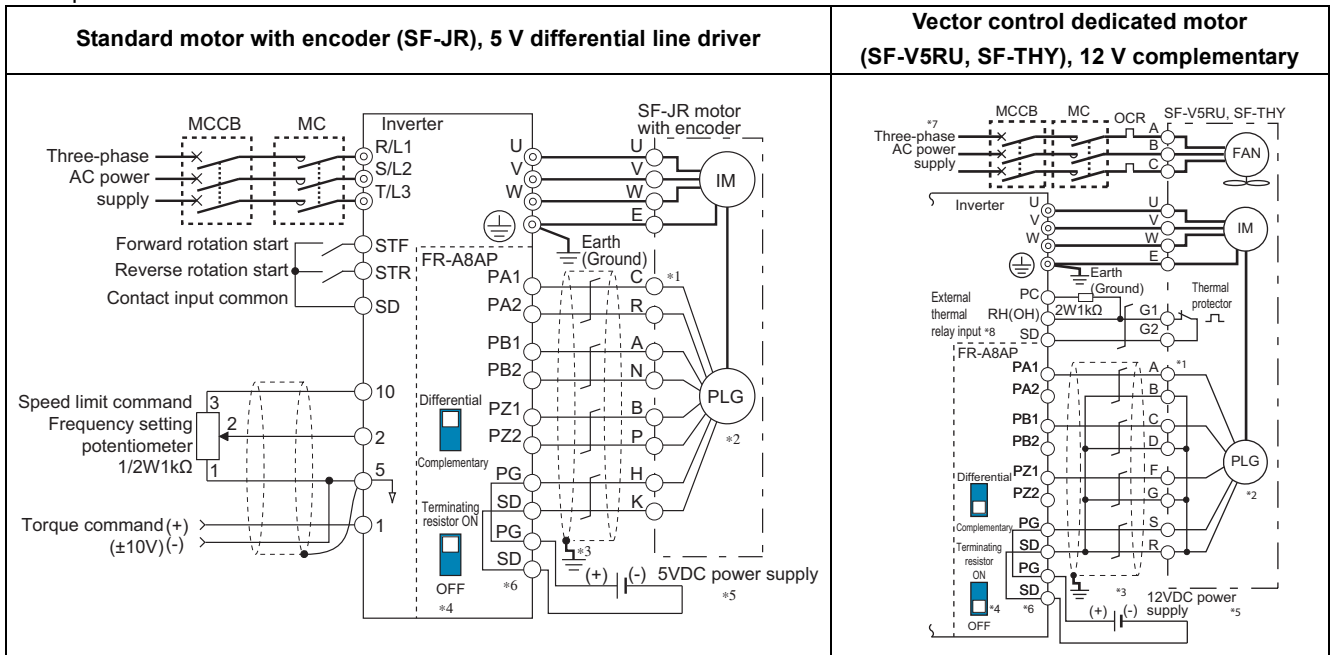 Standard motor with encoder (SF-JR), 5 V differential line driver
MCCB
MC
Inverter
SF-JR motor
with encoder
Three-phase
AC power
supply
R/L1
S/L2
T/L3
U
V
W
U
V
W
E
IM
Earth
(Ground)
Forward rotation start
Reverse rotation start
Contact input common
STF
STR
SD
FR-A8AP
PA1
PA2
PB1
PB2
PZ1
PZ2
PG
SD
PG
SD
C
R
A
N
B
P
H
K
*1
PLG
*2
Differential
Complementary
Terminating
resistor ON
OFF
*4
*6
*3
(+)
(-)
5VDC power supply
*5
Speed limit command
Frequency setting
potentiometer
1/2W1kΩ
3
2
1
10
2
5
1
Torque command (+)
(±10V) (-)
Vector control dedicated motor
(SF-V5RU, SF-THY), 12 V complementary
MCCB
MC
OCR
SF-V5RU, SF-THY
*7
Three-phase
AC power
supply
A
B
C
FAN
Inverter
U
V
W
U
V
W
E
IM
Earth
(Ground)
External
thermal
relay input *8
PC
RH(OH)
SD
2W1kΩ
G1
G2
Thermal
protector
FR-A8AP
PA1
PA2
PB1
PB2
PZ1
PZ2
PG
SD
PG
SD
A
B
C
D
F
G
S
R
*1
PLG
*2
Differential
Complementary
Terminating
resistor
ON
*4
OFF
*6
*3
(+)
(-)
12VDC power
supply
*5